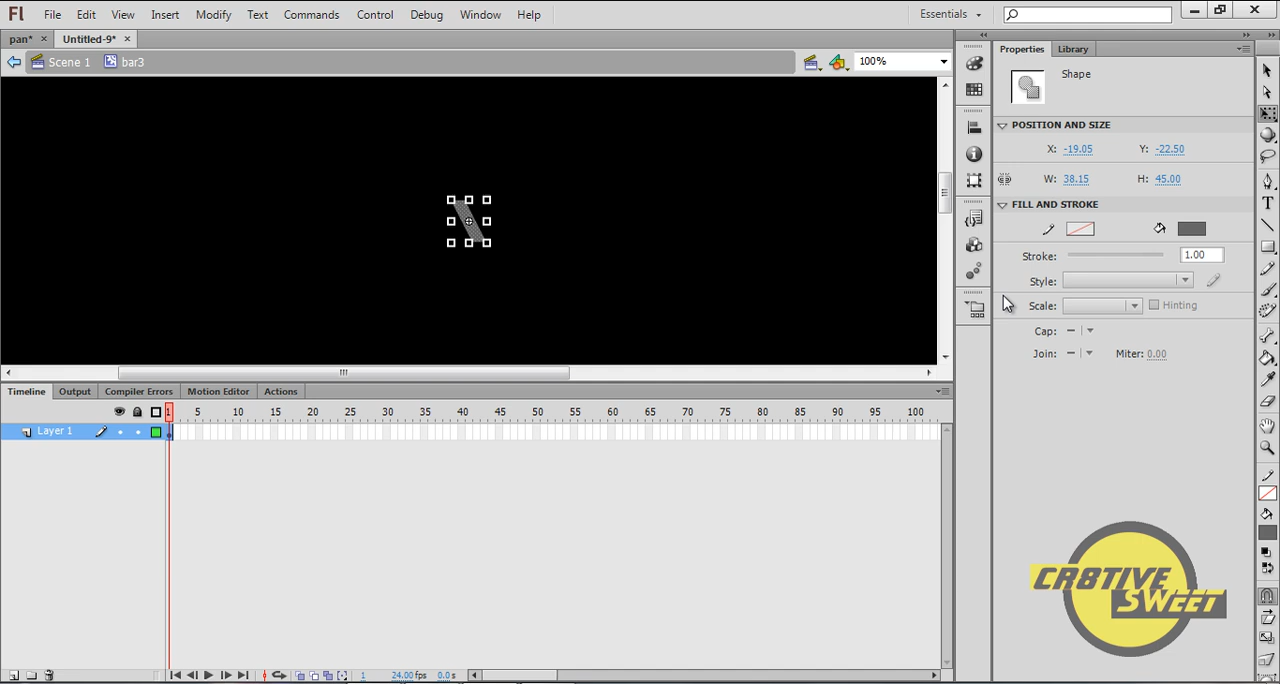 Fl File Edit View Insert Modify Text Commands Control Debug Window Help Essentials
pan* × Untitled-9* ×
Scene 1 bar3 100%
Properties Library
Shape
POSITION AND SIZE
X: -19.05 Y: -22.50
W: 38.15 H: 45.00
FILL AND STROKE
Stroke: 1.00
Style:
Scale: Hinting
Cap:
Join: Miter: 0.00
Timeline Output Compiler Errors Motion Editor Actions
1 5 10 15 20 25 30 35 40 45 50 55 60 65 70 75 80 85 90 95 100
Layer 1
CR8TIVE
SWEET
1 24.00 fps 0.0 s